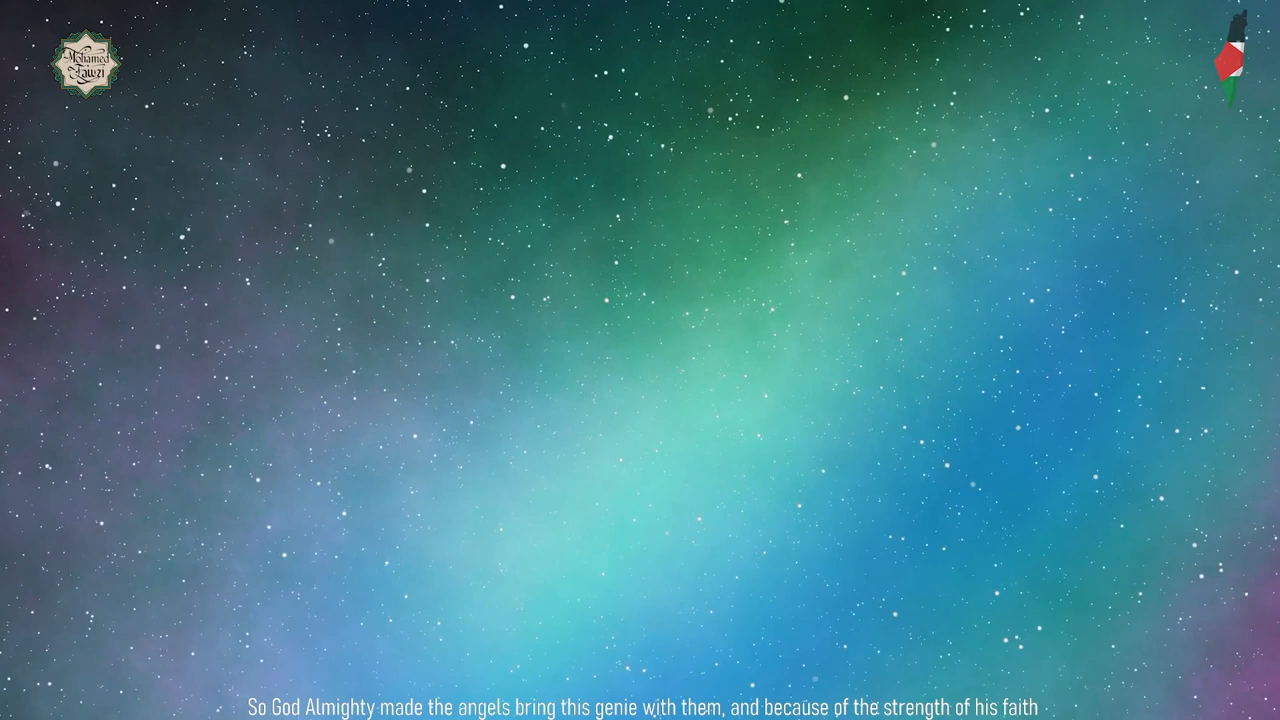 Mohamed
Fawzi
So God Almighty made the angels bring this genie with them, and because of the strength of his faith